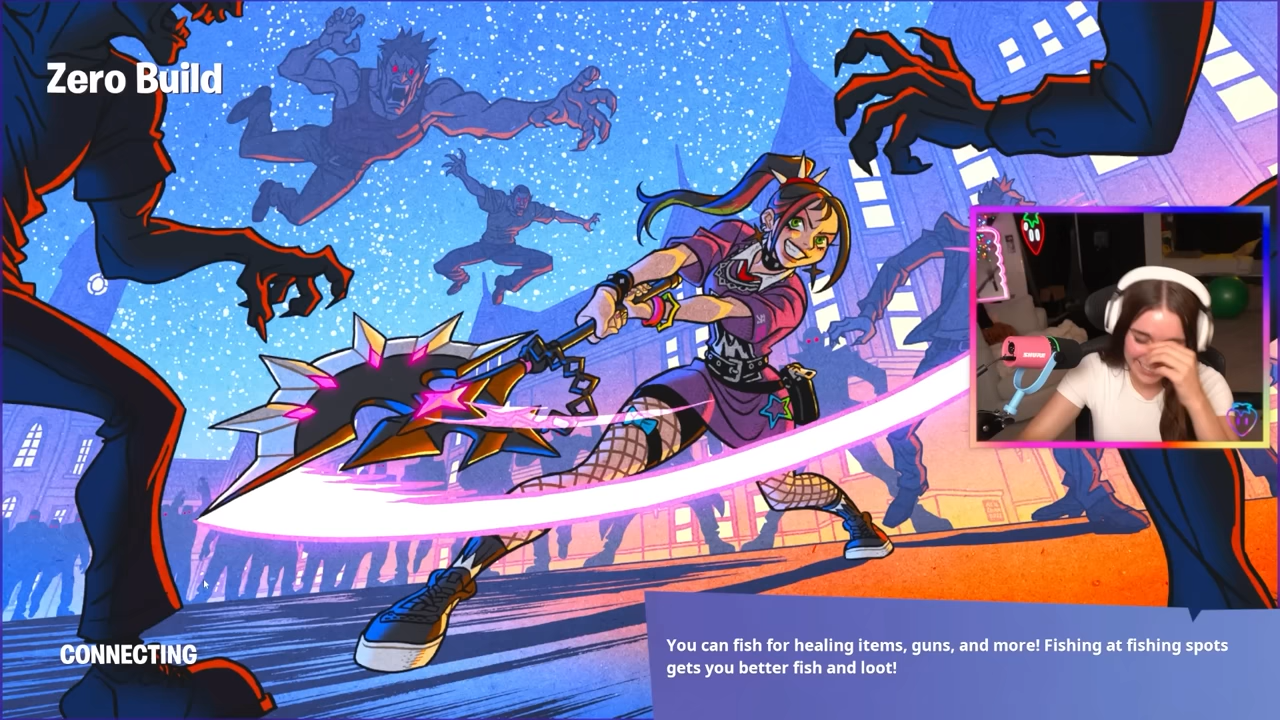 Zero Build
CONNECTING
You can fish for healing items, guns, and more! Fishing at fishing spots
gets you better fish and loot!